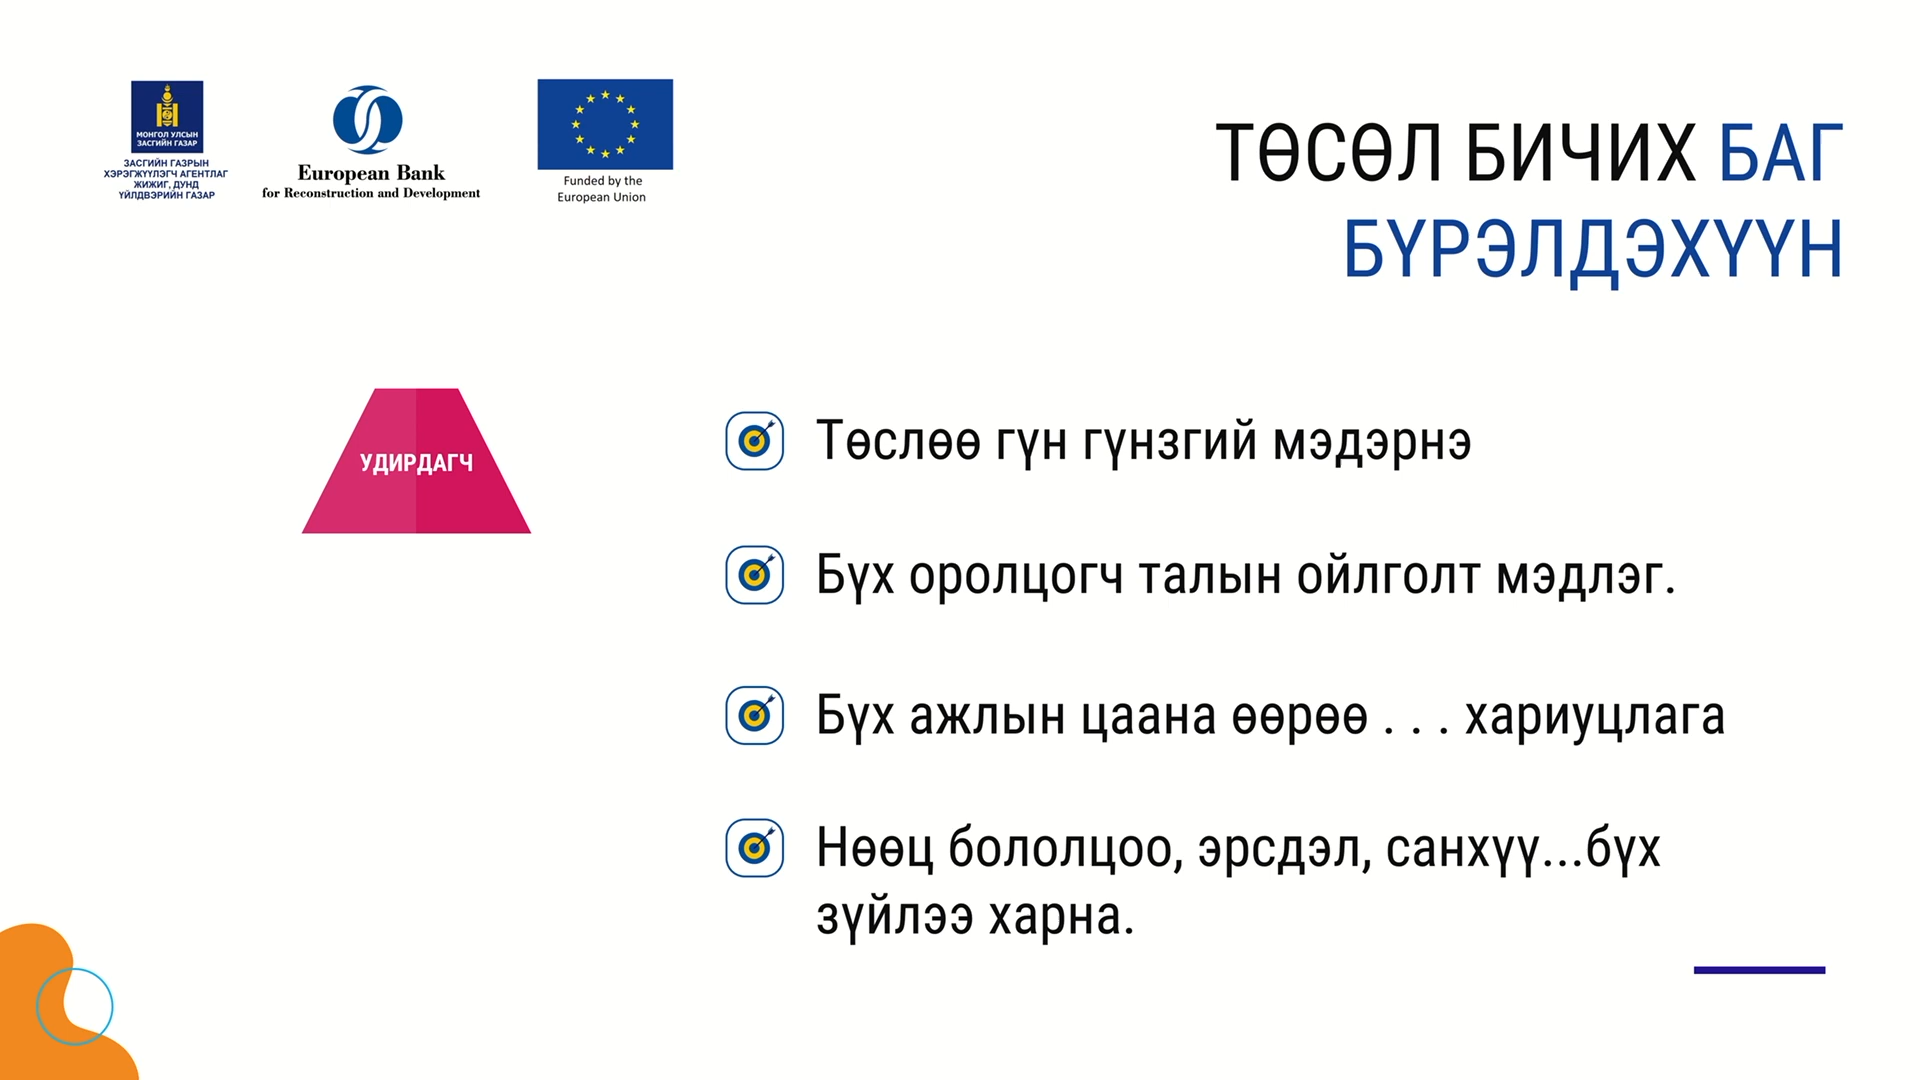 МОНГОЛ УЛСЫН
ЗАСГИЙН ГАЗАР
ЗАСГИЙН ГАЗРЫН
ХЭРЭГЖҮҮЛЭГЧ АГЕНТЛАГ
ЖИЖИГ, ДУНД
ҮЙЛДВЭРИЙН ГАЗАР
European Bank
for Reconstruction and Development
Funded by the
European Union
ТӨСӨЛ БИЧИХ БАГ
БҮРЭЛДЭХҮҮН
УДИРДАГЧ
Төслөө гүн гүнзгий мэдэрнэ
Бүх оролцогч талын ойлголт мэдлэг.
Бүх ажлын цаана өөрөө . . . хариуцлага
Нөөц бололцоо, эрсдэл, санхүү...бүх
зүйлээ харна.